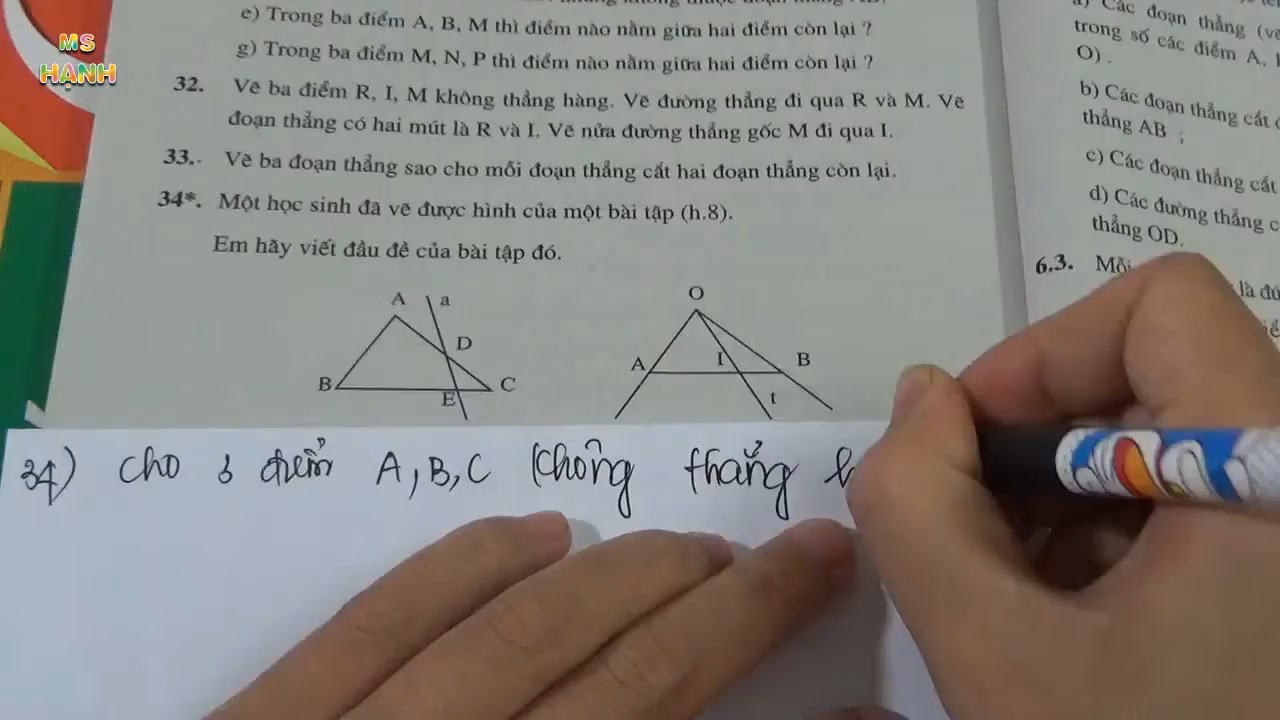 MS
HẠNH
e) Trong ba điểm A, B, M thì điểm nào nằm giữa hai điểm còn lại ?
g) Trong ba điểm M, N, P thì điểm nào nằm giữa hai điểm còn lại ?
32. Vẽ ba điểm R, I, M không thẳng hàng. Vẽ đường thẳng đi qua R và M. Vẽ
đoạn thẳng có hai mút là R và I. Vẽ nửa đường thẳng gốc M đi qua I.
33. Vẽ ba đoạn thẳng sao cho mỗi đoạn thẳng cắt hai đoạn thẳng còn lại.
34*. Một học sinh đã vẽ được hình của một bài tập (h.8).
Em hãy viết đầu đề của bài tập đó.
A a
D
B C
E
O
A I B
t
34) Cho 3 điểm A, B, C không thẳng
a) Các đoạn thẳng
trong số các điểm A,
O) .
b) Các đoạn thẳng cắt
thẳng AB ;
c) Các đoạn thẳng cắt
d) Các đường thẳng
thẳng OD.
6.3. Mỗi
là